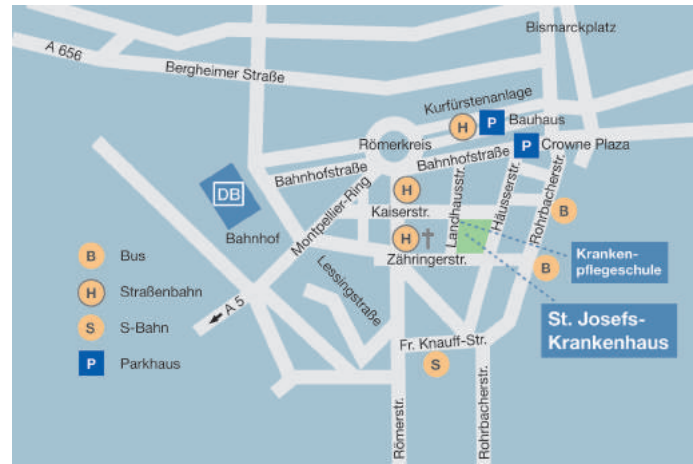 Bismarckplatz
A 656
Bergheimer Straße
Kurfürstenanlage
H
P
Bauhaus
Römerkreis
Bahnhofstraße
P
Crowne Plaza
Bahnhofstraße
DB
H
Landhausstr.
Häusserstr.
Rohrbacherstr.
Montpellier-Ring
Kaiserstr.
B
Bahnhof
H
Zähringerstr.
Kranken-
pflegeschule
B
B Bus
H Straßenbahn
S S-Bahn
P Parkhaus
Lessingstraße
A 5
St. Josefs-
Krankenhaus
Fr. Knauff-Str.
S
Römerstr.
Rohrbacherstr.